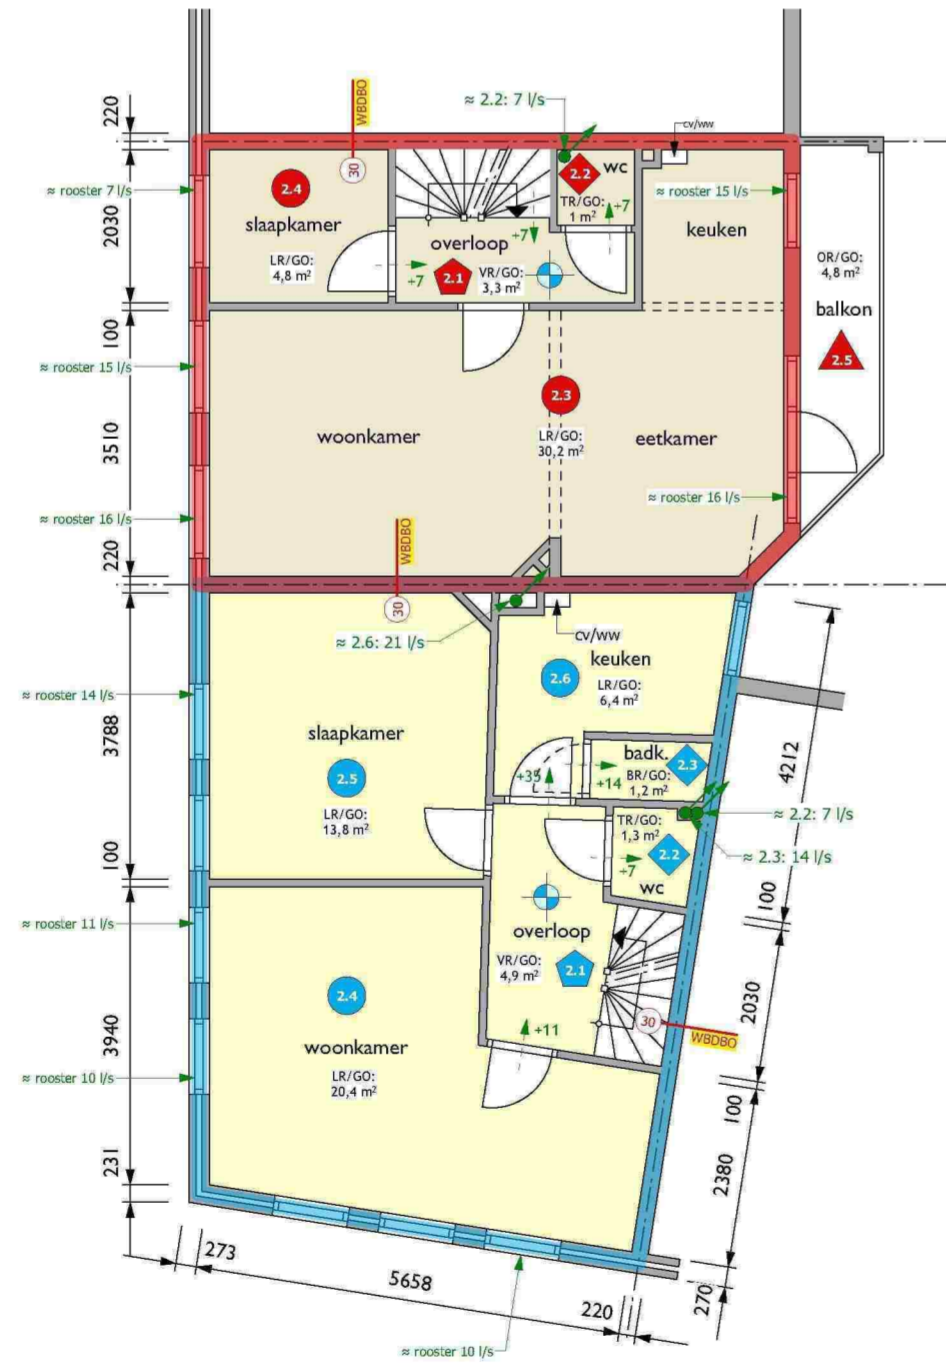 ≈ 2.2: 7 l/s
WBDBO
30
cv/ww
220
2030
100
3510
220
≈ rooster 7 l/s
2.4
slaapkamer
LR/GO:
4,8 m²
+7
overloop
2.1
VR/GO:
3,3 m²
+7
2.2
wc
TR/GO:
1 m²
+7
≈ rooster 15 l/s
keuken
OR/GO:
4,8 m²
balkon
2.5
≈ rooster 15 l/s
2.3
woonkamer
LR/GO:
30,2 m²
eetkamer
≈ rooster 16 l/s
≈ rooster 16 l/s
WBDBO
30
≈ 2.6: 21 l/s
cv/ww
keuken
2.6
LR/GO:
6,4 m²
≈ rooster 14 l/s
3788
slaapkamer
2.5
LR/GO:
13,8 m²
badk.
2.3
BR/GO:
1,2 m²
+35
+14
4212
TR/GO:
1,3 m²
2.2
+7
wc
≈ 2.2: 7 l/s
≈ 2.3: 14 l/s
100
100
≈ rooster 11 l/s
overloop
VR/GO:
4,9 m²
2.1
2.4
woonkamer
LR/GO:
20,4 m²
+11
30
WBDBO
2030
3940
≈ rooster 10 l/s
100
2380
231
273
5658
220
270
≈ rooster 10 l/s